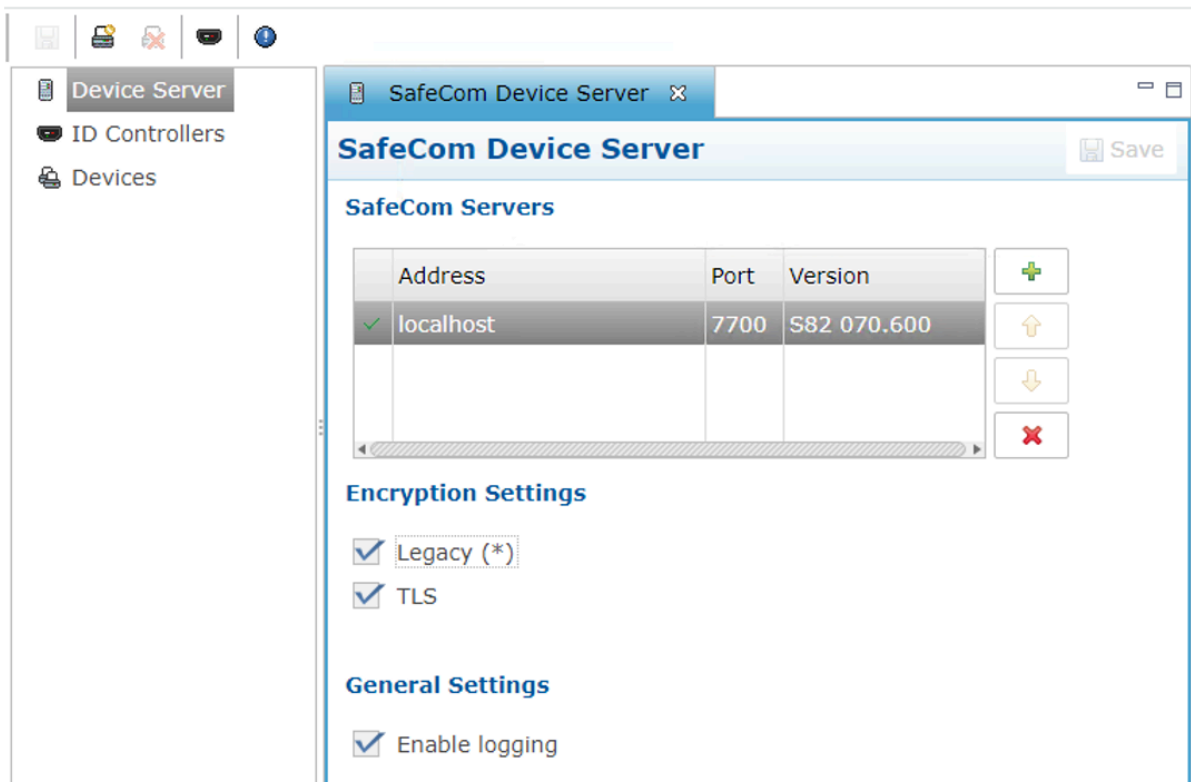 Device Server
ID Controllers
Devices
SafeCom Device Server
SafeCom Device Server
Save
SafeCom Servers
Address Port Version
localhost 7700 S82 070.600
Encryption Settings
Legacy (*)
TLS
General Settings
Enable logging